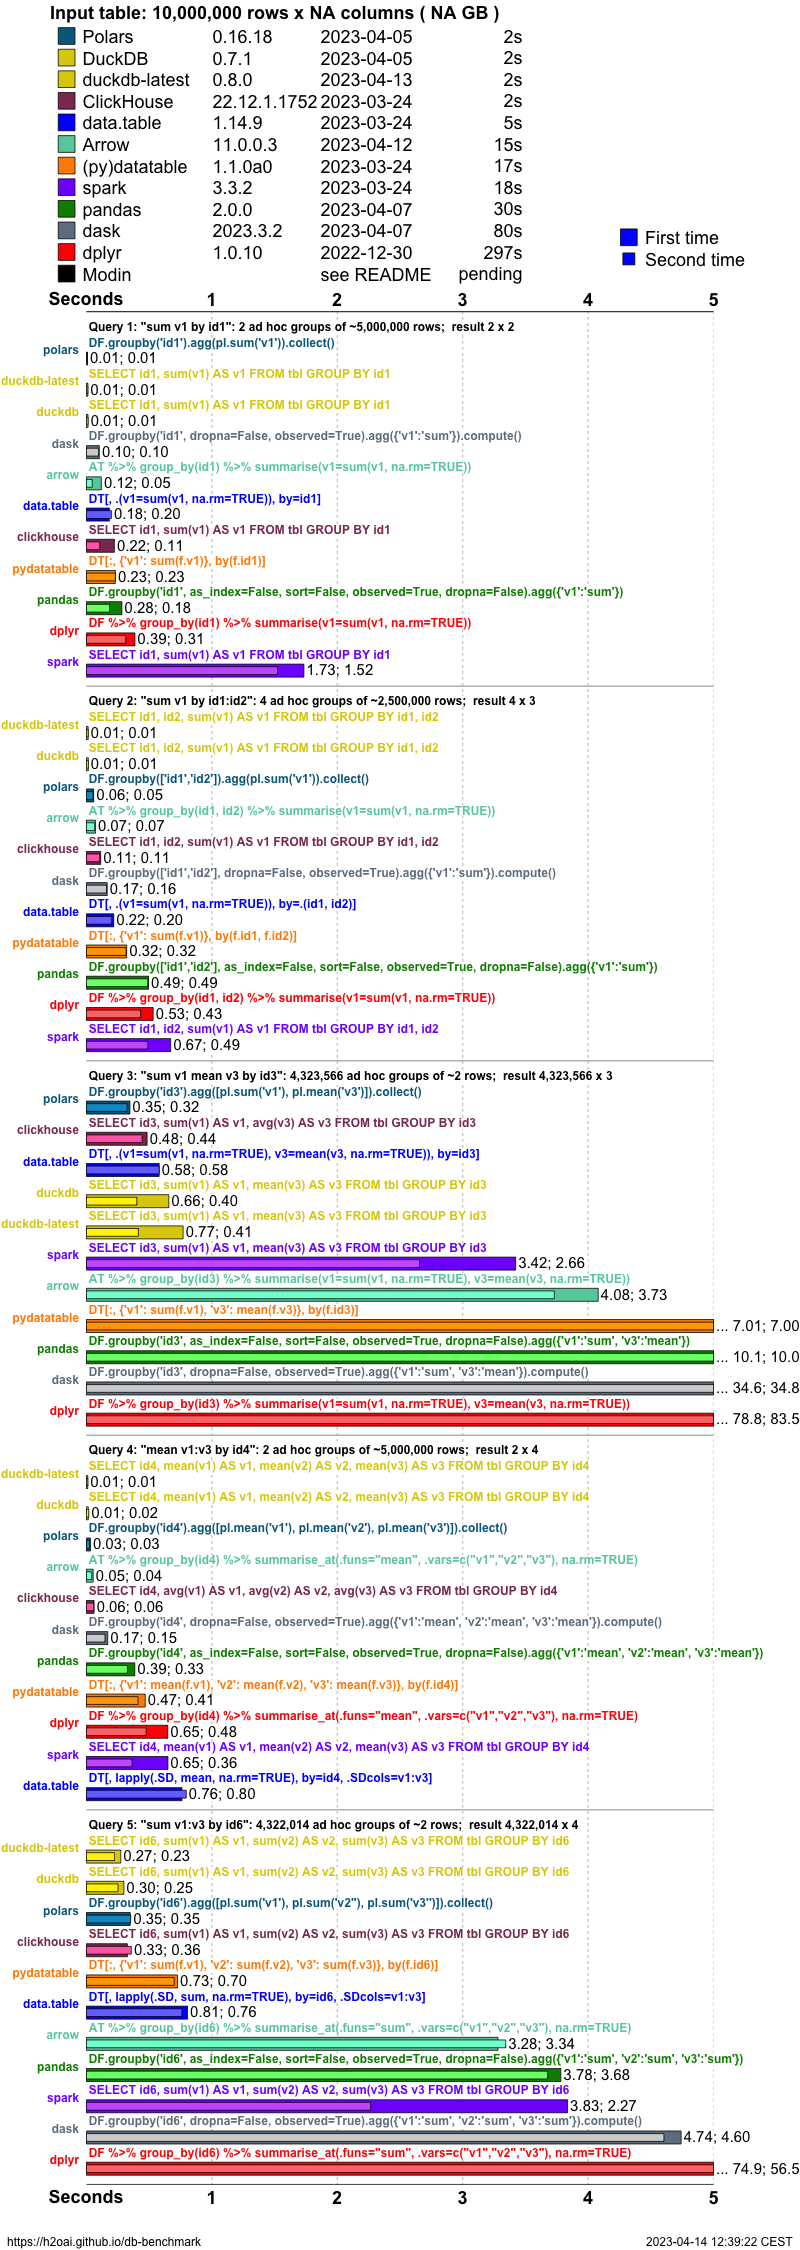 Input table: 10,000,000 rows x NA columns ( NA GB )
Polars 0.16.18 2023-04-05 2s
DuckDB 0.7.1 2023-04-05 2s
duckdb-latest 0.8.0 2023-04-13 2s
ClickHouse 22.12.1.1752 2023-03-24 2s
data.table 1.14.9 2023-03-24 5s
Arrow 11.0.0.3 2023-04-12 15s
(py)datatable 1.1.0a0 2023-03-24 17s
spark 3.3.2 2023-03-24 18s
pandas 2.0.0 2023-04-07 30s
dask 2023.3.2 2023-04-07 80s
dplyr 1.0.10 2022-12-30 297s
Modin see README pending
First time
Second time
Seconds 1 2 3 4 5
Query 1: "sum v1 by id1": 2 ad hoc groups of ~5,000,000 rows;  result 2 x 2
DF.groupby('id1').agg(pl.sum('v1')).collect()
polars 0.01; 0.01
SELECT id1, sum(v1) AS v1 FROM tbl GROUP BY id1
duckdb-latest 0.01; 0.01
SELECT id1, sum(v1) AS v1 FROM tbl GROUP BY id1
duckdb 0.01; 0.01
DF.groupby('id1', dropna=False, observed=True).agg({'v1':'sum'}).compute()
dask 0.10; 0.10
AT %>% group_by(id1) %>% summarise(v1=sum(v1, na.rm=TRUE))
arrow 0.12; 0.05
DT[, .(v1=sum(v1, na.rm=TRUE)), by=id1]
data.table 0.18; 0.20
SELECT id1, sum(v1) AS v1 FROM tbl GROUP BY id1
clickhouse 0.22; 0.11
DT[:, {'v1': sum(f.v1)}, by(f.id1)]
pydatatable 0.23; 0.23
DF.groupby('id1', as_index=False, sort=False, observed=True, dropna=False).agg({'v1':'sum'})
pandas 0.28; 0.18
DF %>% group_by(id1) %>% summarise(v1=sum(v1, na.rm=TRUE))
dplyr 0.39; 0.31
SELECT id1, sum(v1) AS v1 FROM tbl GROUP BY id1
spark 1.73; 1.52
Query 2: "sum v1 by id1:id2": 4 ad hoc groups of ~2,500,000 rows;  result 4 x 3
SELECT id1, id2, sum(v1) AS v1 FROM tbl GROUP BY id1, id2
duckdb-latest 0.01; 0.01
SELECT id1, id2, sum(v1) AS v1 FROM tbl GROUP BY id1, id2
duckdb 0.01; 0.01
DF.groupby(['id1','id2']).agg(pl.sum('v1')).collect()
polars 0.06; 0.05
AT %>% group_by(id1, id2) %>% summarise(v1=sum(v1, na.rm=TRUE))
arrow 0.07; 0.07
SELECT id1, id2, sum(v1) AS v1 FROM tbl GROUP BY id1, id2
clickhouse 0.11; 0.11
DF.groupby(['id1','id2'], dropna=False, observed=True).agg({'v1':'sum'}).compute()
dask 0.17; 0.16
DT[, .(v1=sum(v1, na.rm=TRUE)), by=.(id1, id2)]
data.table 0.22; 0.20
DT[:, {'v1': sum(f.v1)}, by(f.id1, f.id2)]
pydatatable 0.32; 0.32
DF.groupby(['id1','id2'], as_index=False, sort=False, observed=True, dropna=False).agg({'v1':'sum'})
pandas 0.49; 0.49
DF %>% group_by(id1, id2) %>% summarise(v1=sum(v1, na.rm=TRUE))
dplyr 0.53; 0.43
SELECT id1, id2, sum(v1) AS v1 FROM tbl GROUP BY id1, id2
spark 0.67; 0.49
Query 3: "sum v1 mean v3 by id3": 4,323,566 ad hoc groups of ~2 rows;  result 4,323,566 x 3
DF.groupby('id3').agg([pl.sum('v1'), pl.mean('v3')]).collect()
polars 0.35; 0.32
SELECT id3, sum(v1) AS v1, avg(v3) AS v3 FROM tbl GROUP BY id3
clickhouse 0.48; 0.44
DT[, .(v1=sum(v1, na.rm=TRUE), v3=mean(v3, na.rm=TRUE)), by=id3]
data.table 0.58; 0.58
SELECT id3, sum(v1) AS v1, mean(v3) AS v3 FROM tbl GROUP BY id3
duckdb 0.66; 0.40
SELECT id3, sum(v1) AS v1, mean(v3) AS v3 FROM tbl GROUP BY id3
duckdb-latest 0.77; 0.41
SELECT id3, sum(v1) AS v1, mean(v3) AS v3 FROM tbl GROUP BY id3
spark 3.42; 2.66
AT %>% group_by(id3) %>% summarise(v1=sum(v1, na.rm=TRUE), v3=mean(v3, na.rm=TRUE))
arrow 4.08; 3.73
DT[:, {'v1': sum(f.v1), 'v3': mean(f.v3)}, by(f.id3)]
pydatatable ... 7.01; 7.00
DF.groupby('id3', as_index=False, sort=False, observed=True, dropna=False).agg({'v1':'sum', 'v3':'mean'})
pandas ... 10.1; 10.0
DF.groupby('id3', dropna=False, observed=True).agg({'v1':'sum', 'v3':'mean'}).compute()
dask ... 34.6; 34.8
DF %>% group_by(id3) %>% summarise(v1=sum(v1, na.rm=TRUE), v3=mean(v3, na.rm=TRUE))
dplyr ... 78.8; 83.5
Query 4: "mean v1:v3 by id4": 2 ad hoc groups of ~5,000,000 rows;  result 2 x 4
SELECT id4, mean(v1) AS v1, mean(v2) AS v2, mean(v3) AS v3 FROM tbl GROUP BY id4
duckdb-latest 0.01; 0.01
SELECT id4, mean(v1) AS v1, mean(v2) AS v2, mean(v3) AS v3 FROM tbl GROUP BY id4
duckdb 0.01; 0.02
DF.groupby('id4').agg([pl.mean('v1'), pl.mean('v2'), pl.mean('v3')]).collect()
polars 0.03; 0.03
AT %>% group_by(id4) %>% summarise_at(.funs="mean", .vars=c("v1","v2","v3"), na.rm=TRUE)
arrow 0.05; 0.04
SELECT id4, avg(v1) AS v1, avg(v2) AS v2, avg(v3) AS v3 FROM tbl GROUP BY id4
clickhouse 0.06; 0.06
DF.groupby('id4', dropna=False, observed=True).agg({'v1':'mean', 'v2':'mean', 'v3':'mean'}).compute()
dask 0.17; 0.15
DF.groupby('id4', as_index=False, sort=False, observed=True, dropna=False).agg({'v1':'mean', 'v2':'mean', 'v3':'mean'})
pandas 0.39; 0.33
DT[:, {'v1': mean(f.v1), 'v2': mean(f.v2), 'v3': mean(f.v3)}, by(f.id4)]
pydatatable 0.47; 0.41
DF %>% group_by(id4) %>% summarise_at(.funs="mean", .vars=c("v1","v2","v3"), na.rm=TRUE)
dplyr 0.65; 0.48
SELECT id4, mean(v1) AS v1, mean(v2) AS v2, mean(v3) AS v3 FROM tbl GROUP BY id4
spark 0.65; 0.36
DT[, lapply(.SD, mean, na.rm=TRUE), by=id4, .SDcols=v1:v3]
data.table 0.76; 0.80
Query 5: "sum v1:v3 by id6": 4,322,014 ad hoc groups of ~2 rows;  result 4,322,014 x 4
SELECT id6, sum(v1) AS v1, sum(v2) AS v2, sum(v3) AS v3 FROM tbl GROUP BY id6
duckdb-latest 0.27; 0.23
SELECT id6, sum(v1) AS v1, sum(v2) AS v2, sum(v3) AS v3 FROM tbl GROUP BY id6
duckdb 0.30; 0.25
DF.groupby('id6').agg([pl.sum('v1'), pl.sum('v2"), pl.sum('v3")]).collect()
polars 0.35; 0.35
SELECT id6, sum(v1) AS v1, sum(v2) AS v2, sum(v3) AS v3 FROM tbl GROUP BY id6
clickhouse 0.33; 0.36
DT[:, {'v1': sum(f.v1), 'v2': sum(f.v2), 'v3': sum(f.v3)}, by(f.id6)]
pydatatable 0.73; 0.70
DT[, lapply(.SD, sum, na.rm=TRUE), by=id6, .SDcols=v1:v3]
data.table 0.81; 0.76
AT %>% group_by(id6) %>% summarise_at(.funs="sum", .vars=c("v1","v2","v3"), na.rm=TRUE)
arrow 3.28; 3.34
DF.groupby('id6', as_index=False, sort=False, observed=True, dropna=False).agg({'v1':'sum', 'v2':'sum', 'v3':'sum'})
pandas 3.78; 3.68
SELECT id6, sum(v1) AS v1, sum(v2) AS v2, sum(v3) AS v3 FROM tbl GROUP BY id6
spark 3.83; 2.27
DF.groupby('id6', dropna=False, observed=True).agg({'v1':'sum', 'v2':'sum', 'v3':'sum'}).compute()
dask 4.74; 4.60
DF %>% group_by(id6) %>% summarise_at(.funs="sum", .vars=c("v1","v2","v3"), na.rm=TRUE)
dplyr ... 74.9; 56.5
Seconds 1 2 3 4 5
https://h2oai.github.io/db-benchmark 2023-04-14 12:39:22 CEST